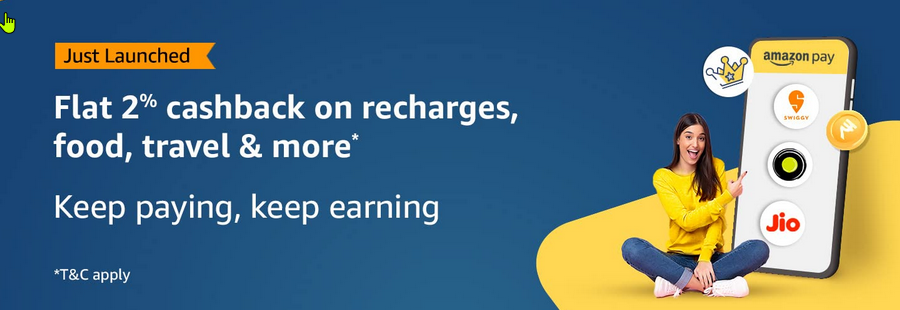 Just Launched
Flat 2% cashback on recharges,
food, travel & more*
Keep paying, keep earning
*T&C apply
amazon pay
SWIGGY
Jio